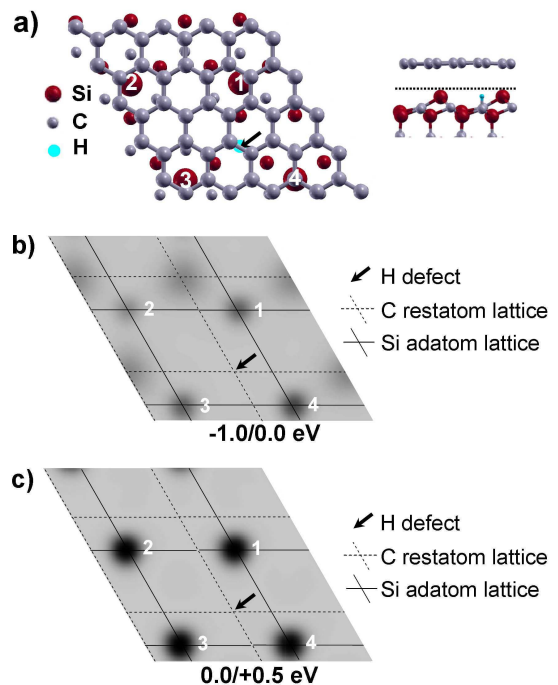 a)
2
1
Si
C
H
3
4
b)
2
1
H defect
C restatom lattice
Si adatom lattice
3
4
-1.0/0.0 eV
c)
2
1
H defect
C restatom lattice
Si adatom lattice
3
4
0.0/+0.5 eV